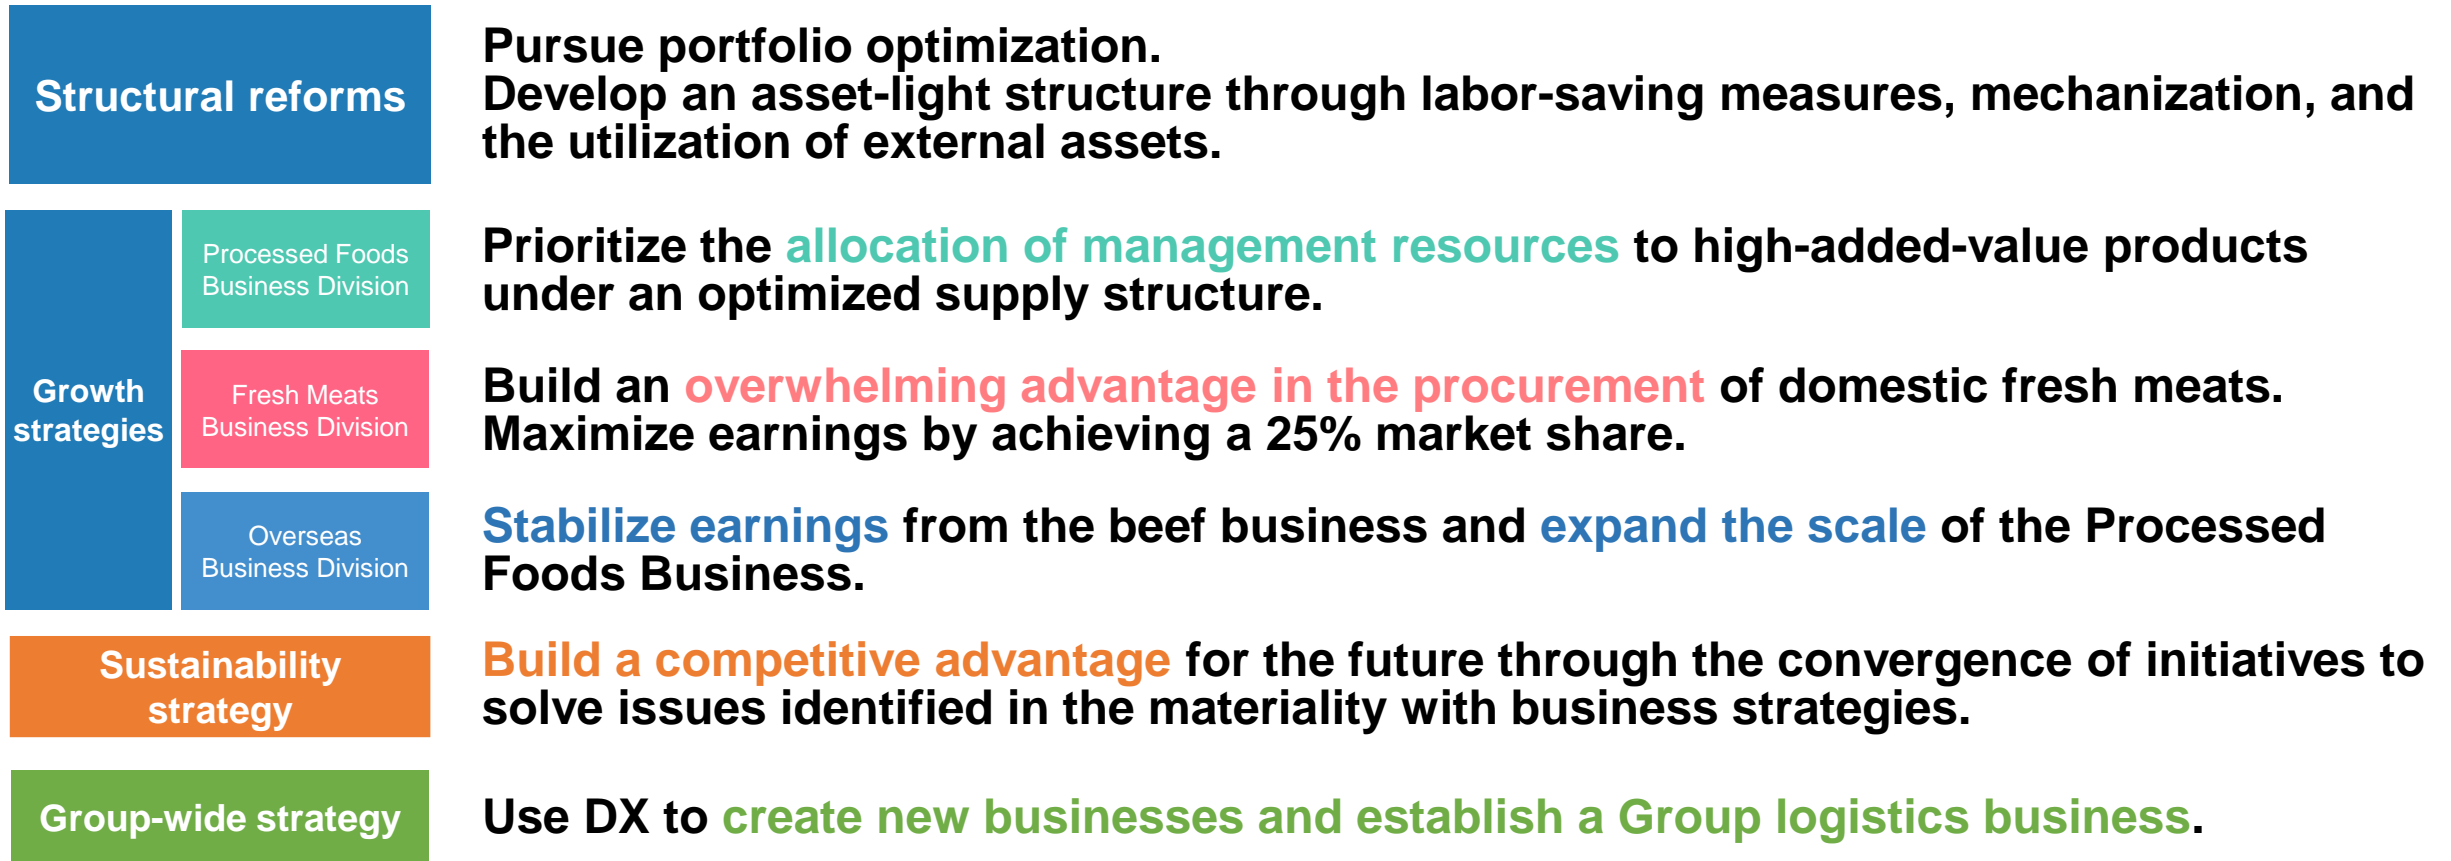 Structural reforms
Pursue portfolio optimization.
Develop an asset-light structure through labor-saving measures, mechanization, and
the utilization of external assets.
Growth
strategies
Processed Foods
Business Division
Prioritize the allocation of management resources to high-added-value products
under an optimized supply structure.
Fresh Meats
Business Division
Build an overwhelming advantage in the procurement of domestic fresh meats.
Maximize earnings by achieving a 25% market share.
Overseas
Business Division
Stabilize earnings from the beef business and expand the scale of the Processed
Foods Business.
Sustainability
strategy
Build a competitive advantage for the future through the convergence of initiatives to
solve issues identified in the materiality with business strategies.
Group-wide strategy
Use DX to create new businesses and establish a Group logistics business.